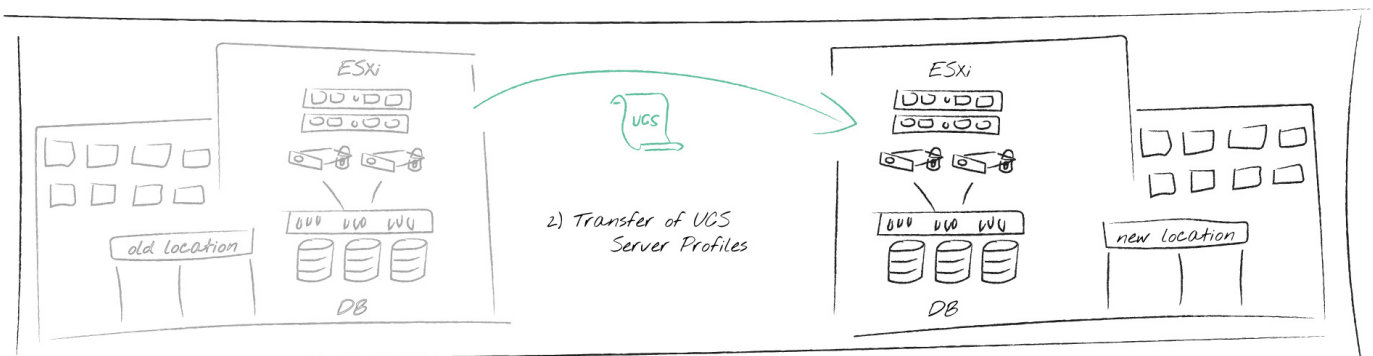 ESXi
old location
DB
UCS
2) Transfer of UCS
Server Profiles
ESXi
new location
DB